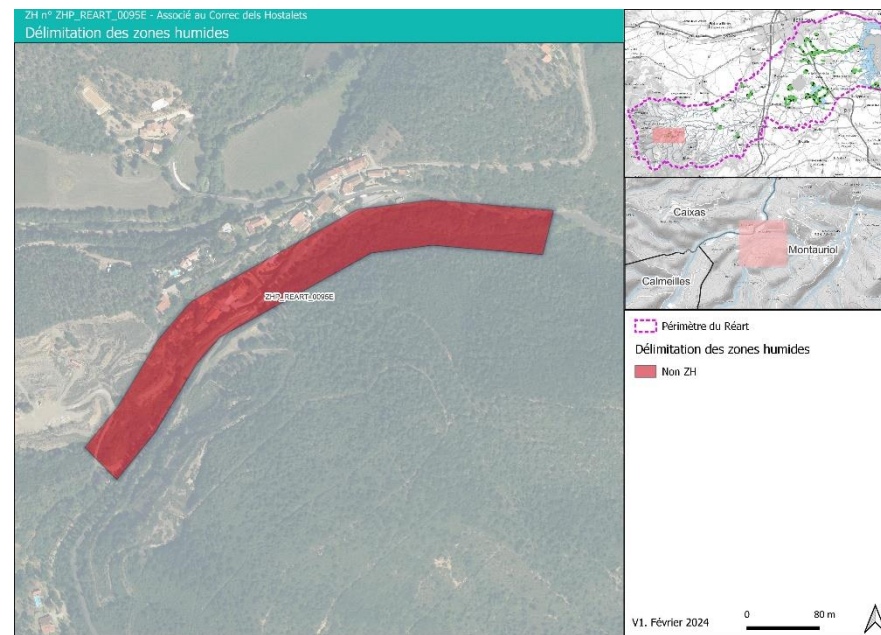 ZH n° ZHP_REART_0095E - Associé au Correc dels Hostalets
Délimitation des zones humides
ZHP_REART_0095E
Caixas
Montauriol
Calmeilles
Périmètre du Réart
Délimitation des zones humides
Non ZH
V1. Février 2024
0 80 m